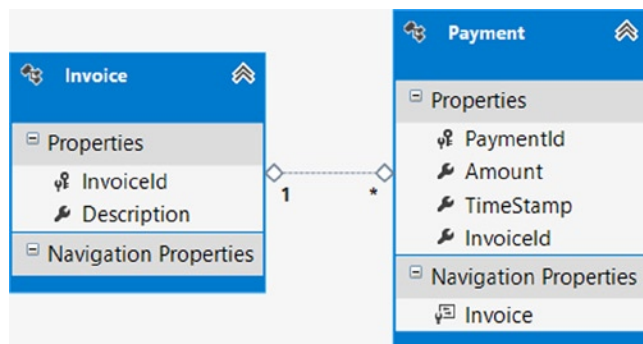 Invoice
Properties
InvoiceId
Description
Navigation Properties
1
*
Payment
Properties
PaymentId
Amount
TimeStamp
InvoiceId
Navigation Properties
Invoice